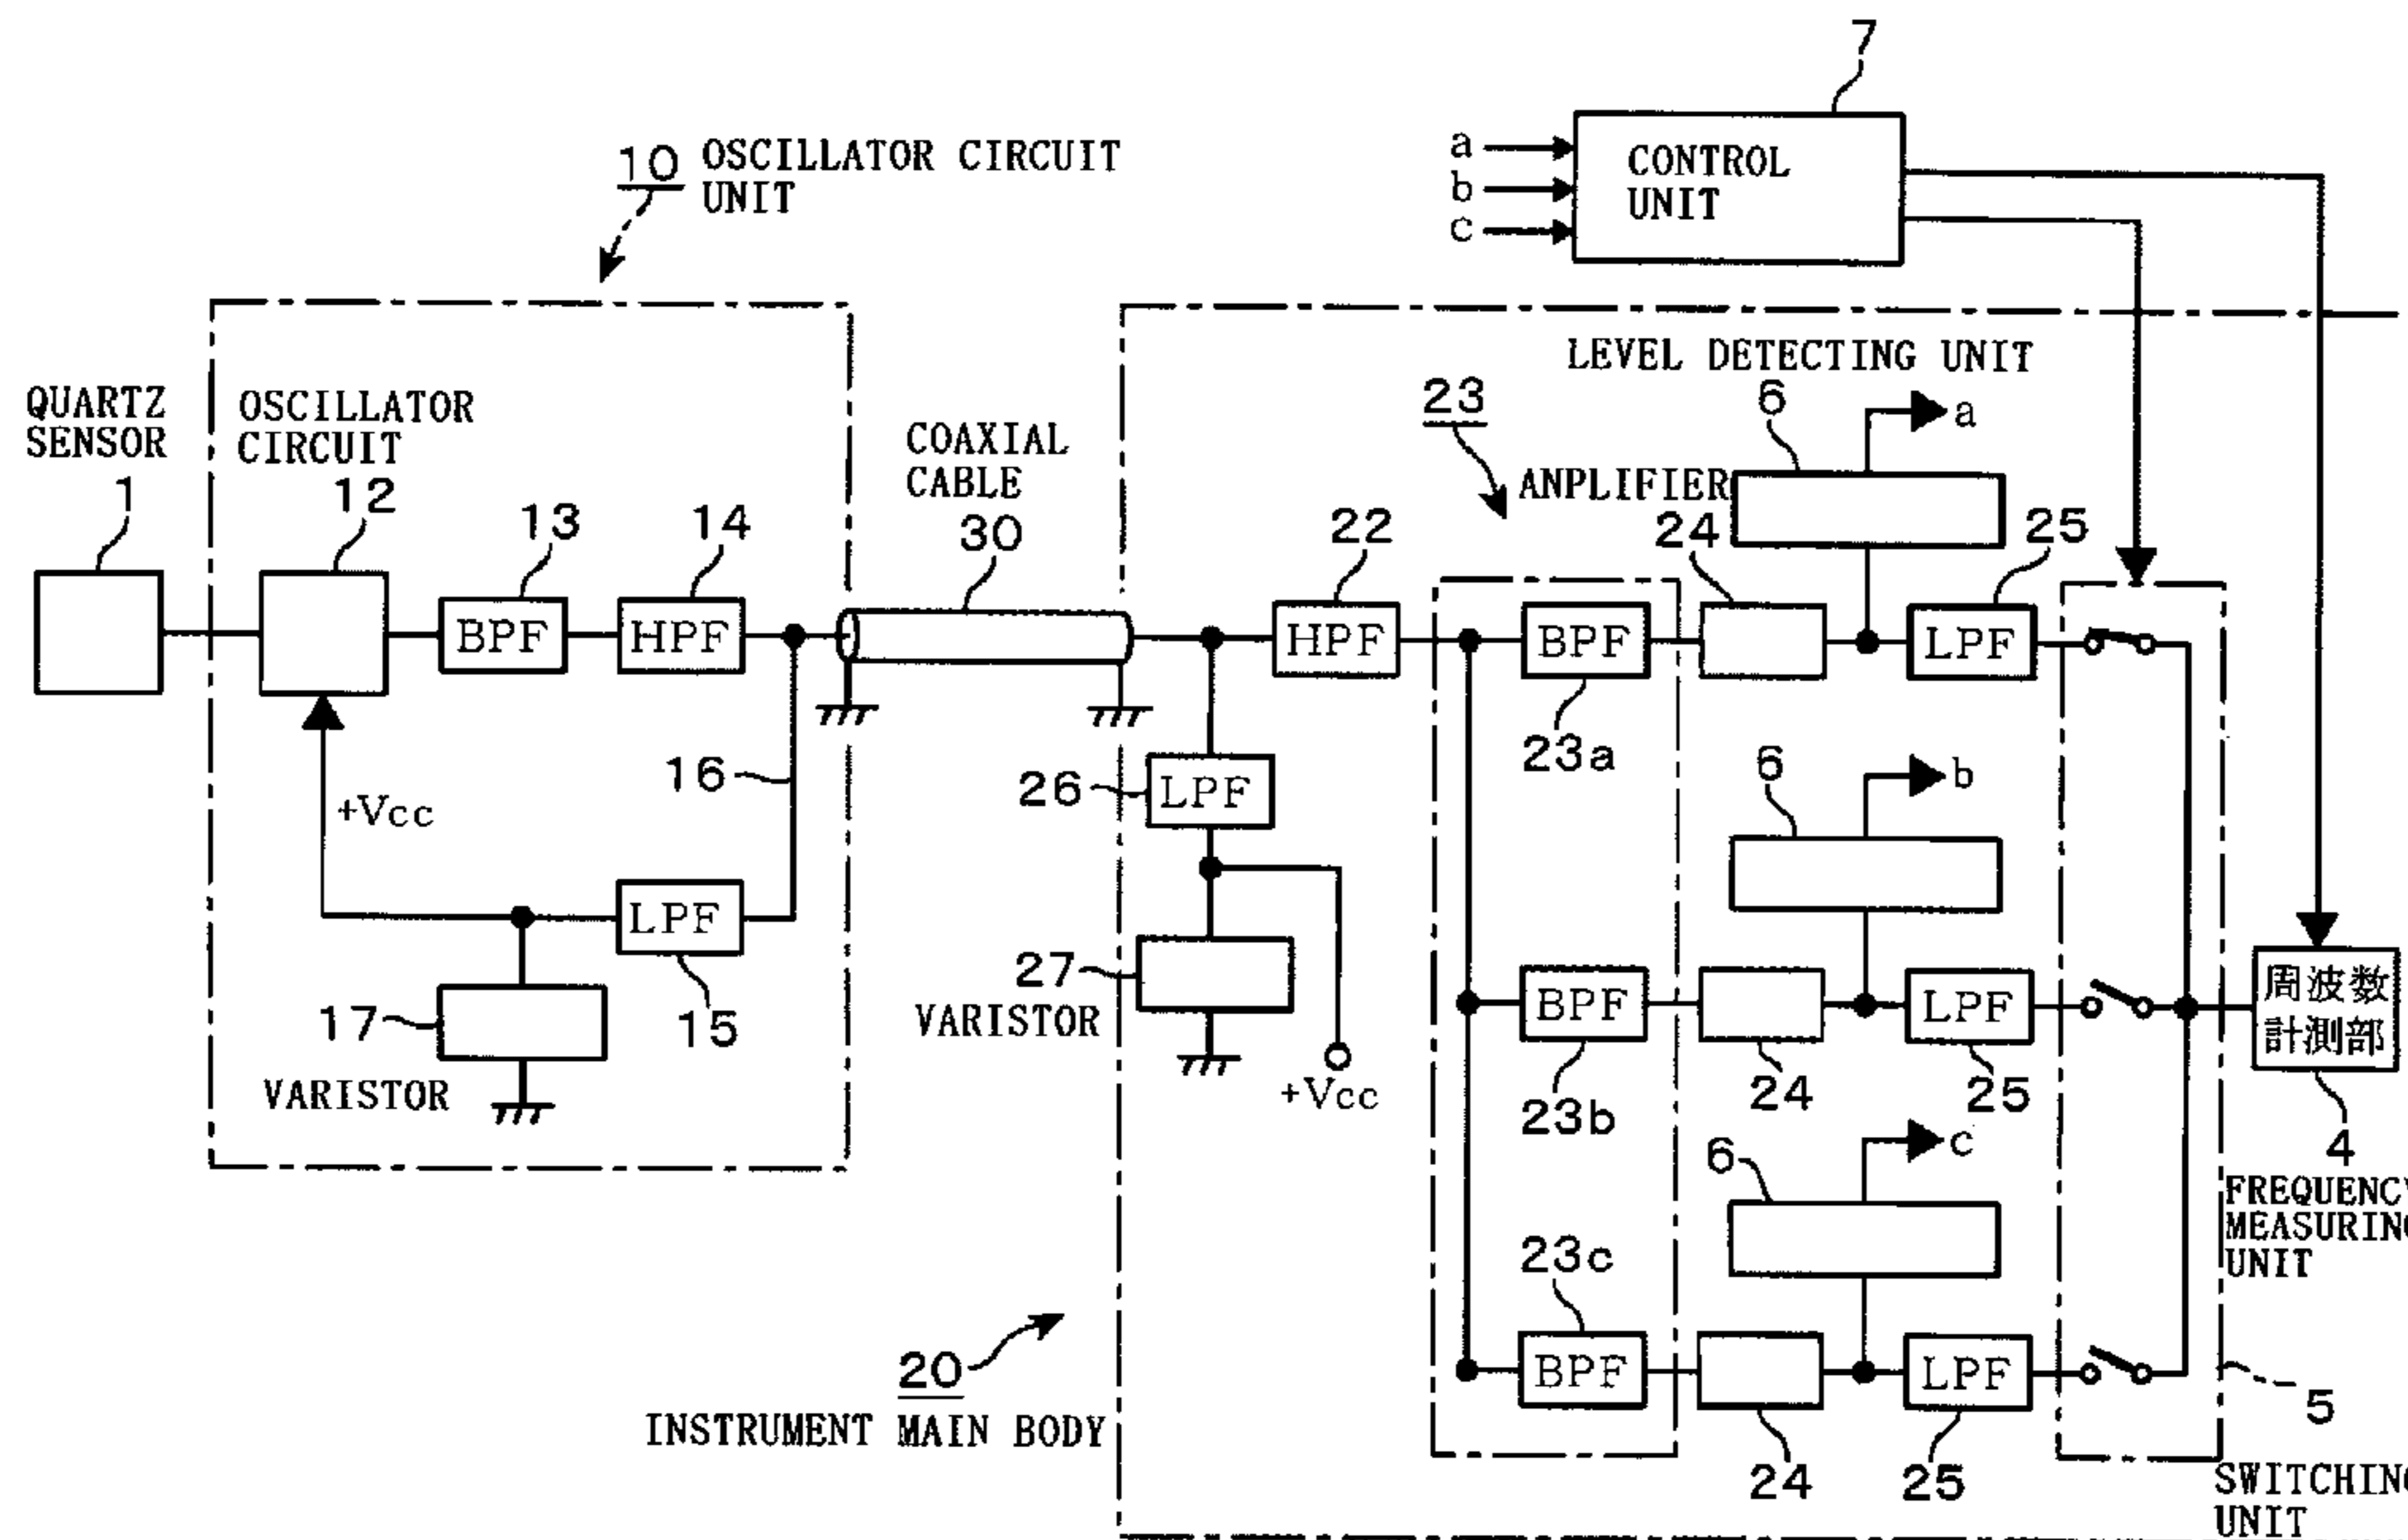 7
10 OSCILLATOR CIRCUIT
UNIT
a
b
c
CONTROL
UNIT
LEVEL DETECTING UNIT
QUARTZ
SENSOR
OSCILLATOR
CIRCUIT
COAXIAL
CABLE
23
6
a
ANPLIFIER
1
12
13
14
30
22
24
25
BPF
HPF
HPF
BPF
LPF
23a
16
26
LPF
6
b
+Vcc
LPF
27
VARISTOR
BPF
LPF
周波数
計測部
17
15
VARISTOR
+Vcc
23b
24
25
4
6
c
FREQUENCY
MEASURING
UNIT
23c
20
BPF
LPF
5
INSTRUMENT MAIN BODY
24
25
SWITCHING
UNIT